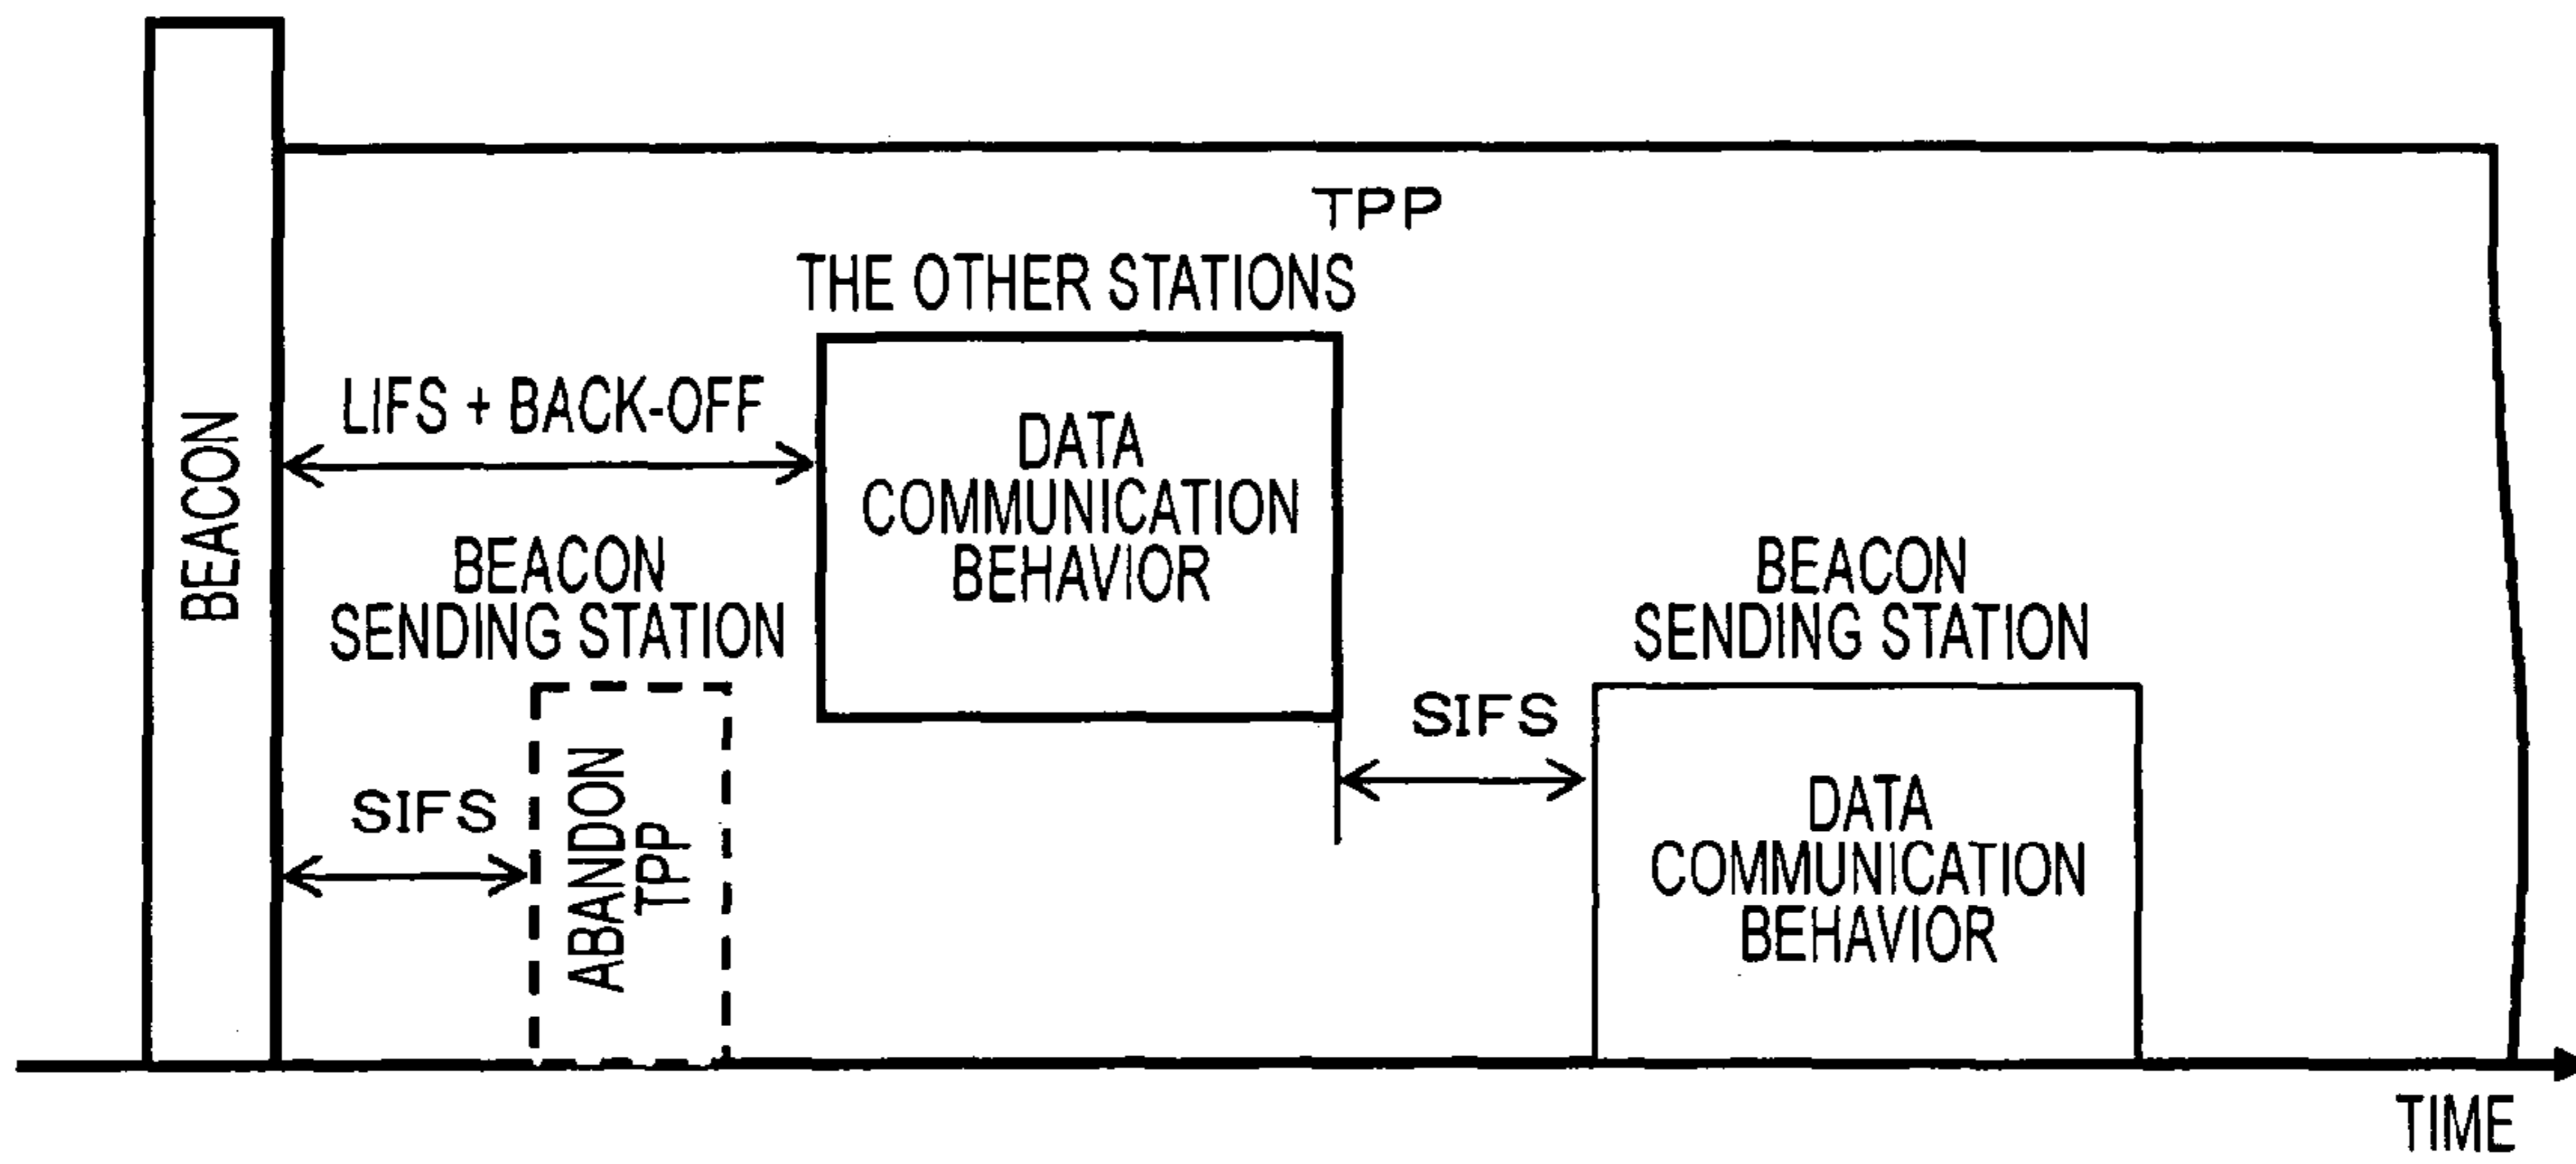 TPP
THE OTHER STATIONS
LIFS + BACK-OFF
DATA
COMMUNICATION
BEHAVIOR
BEACON
BEACON
SENDING STATION
SIFS
ABANDON
TPP
SIFS
BEACON
SENDING STATION
DATA
COMMUNICATION
BEHAVIOR
TIME